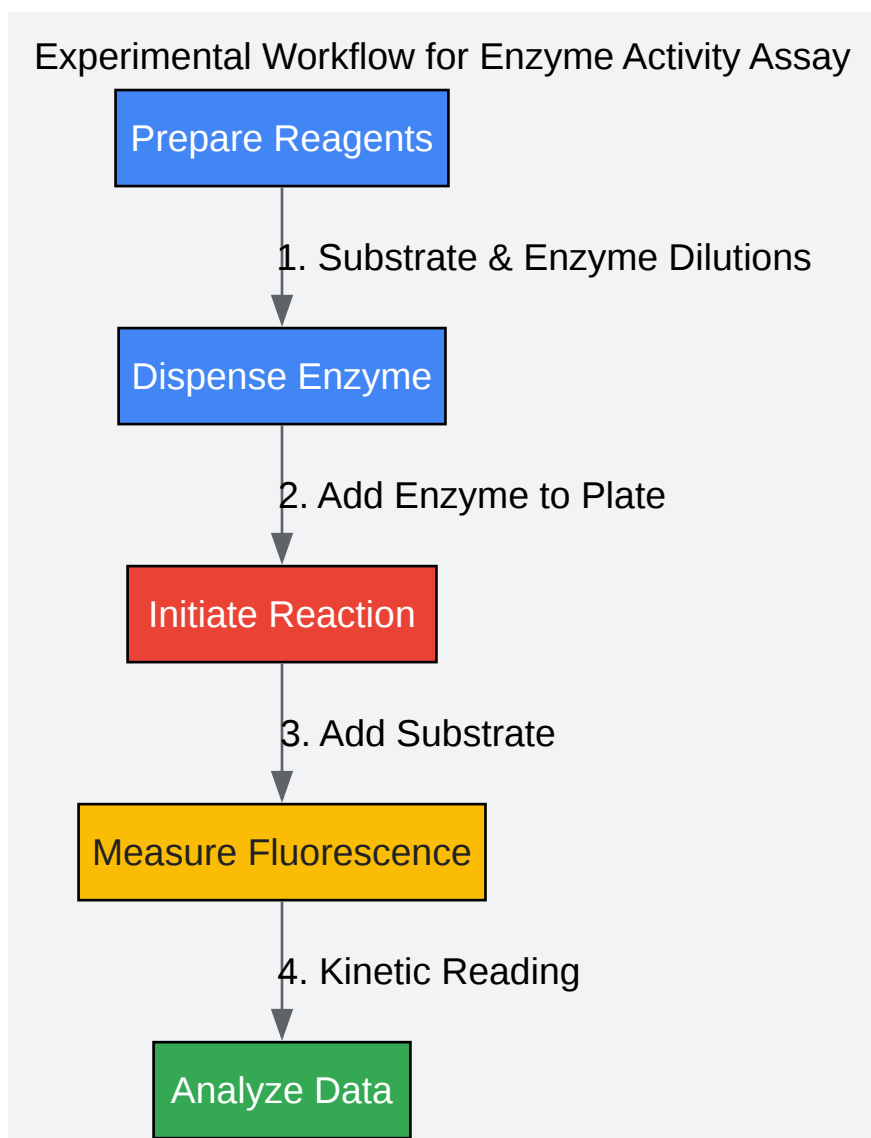 Experimental Workflow for Enzyme Activity Assay
Prepare Reagents
1. Substrate & Enzyme Dilutions
Dispense Enzyme
2. Add Enzyme to Plate
Initiate Reaction
3. Add Substrate
Measure Fluorescence
4. Kinetic Reading
Analyze Data